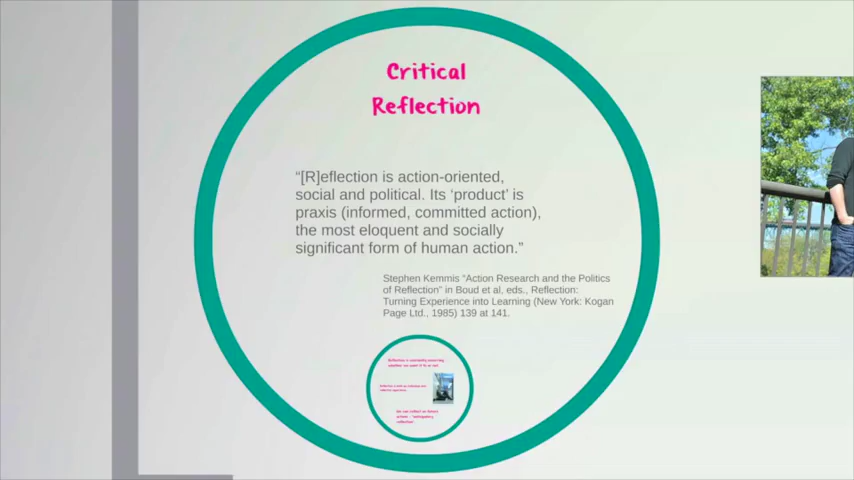 Critical
Reflection
“[R]eflection is action-oriented,
social and political. Its ‘product’ is
praxis (informed, committed action),
the most eloquent and socially
significant form of human action.”
Stephen Kemmis “Action Research and the Politics
of Reflection” in Boud et al, eds., Reflection:
Turning Experience into Learning (New York: Kogan
Page Ltd., 1985) 139 at 141.